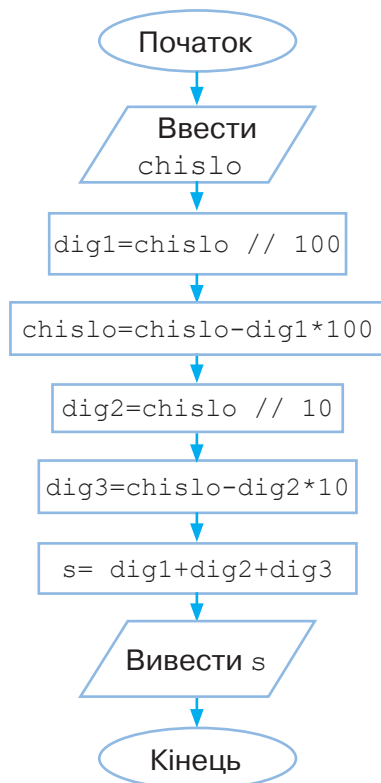 Початок
Ввести
chislo
dig1=chislo // 100
chislo=chislo-dig1*100
dig2=chislo // 10
dig3=chislo-dig2*10
s= dig1+dig2+dig3
Вивести s
Кінець